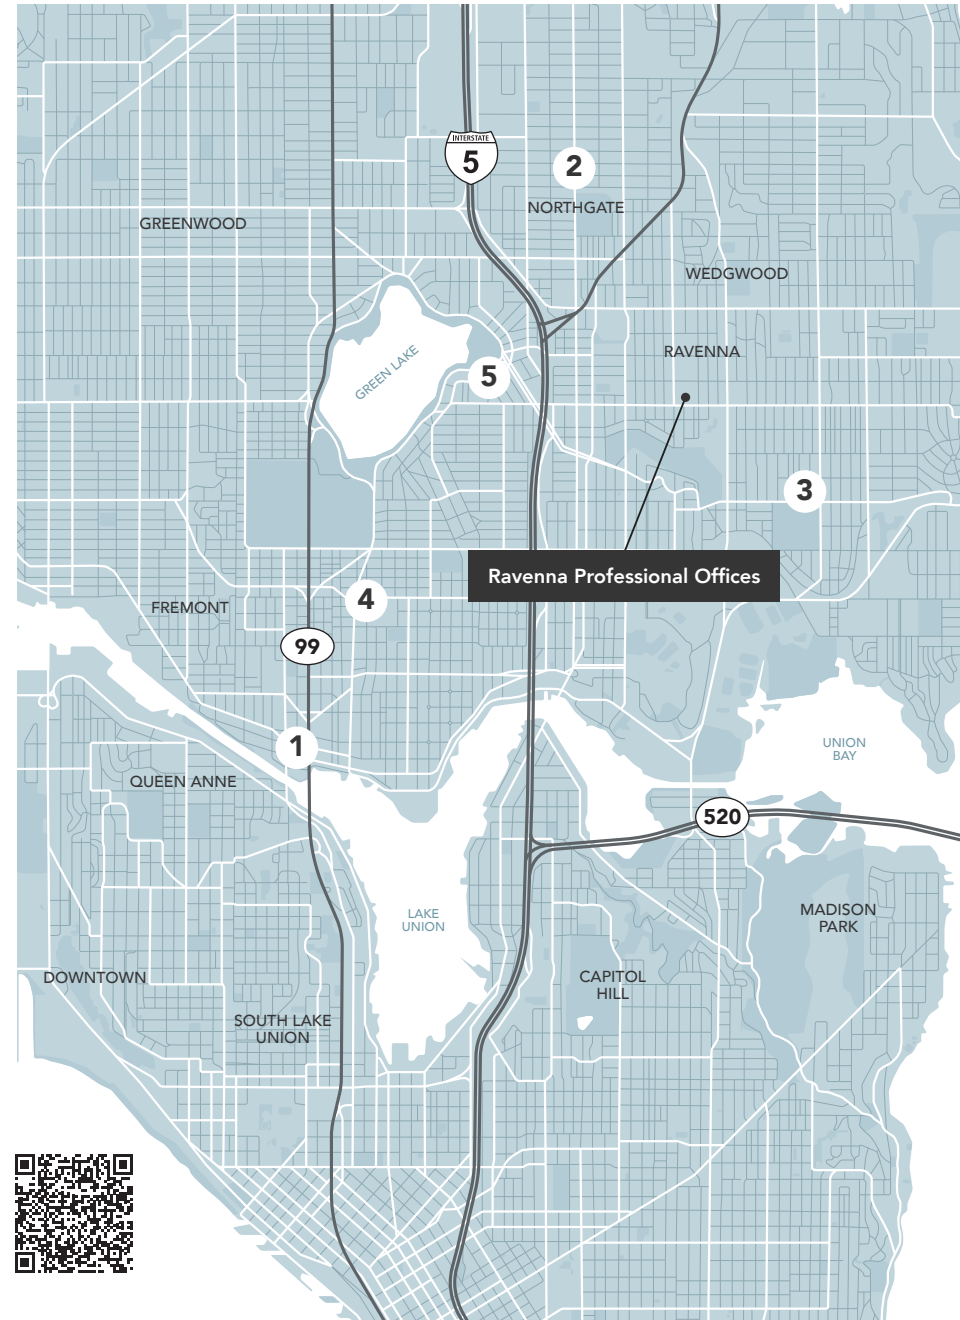 INTERSTATE
5
2
NORTHGATE
GREENWOOD
WEDGWOOD
RAVENNA
GREEN LAKE
5
3
Ravenna Professional Offices
4
FREMONT
99
1
UNION
BAY
QUEEN ANNE
520
LAKE
UNION
MADISON
PARK
DOWNTOWN
CAPITOL
HILL
SOUTH LAKE
UNION